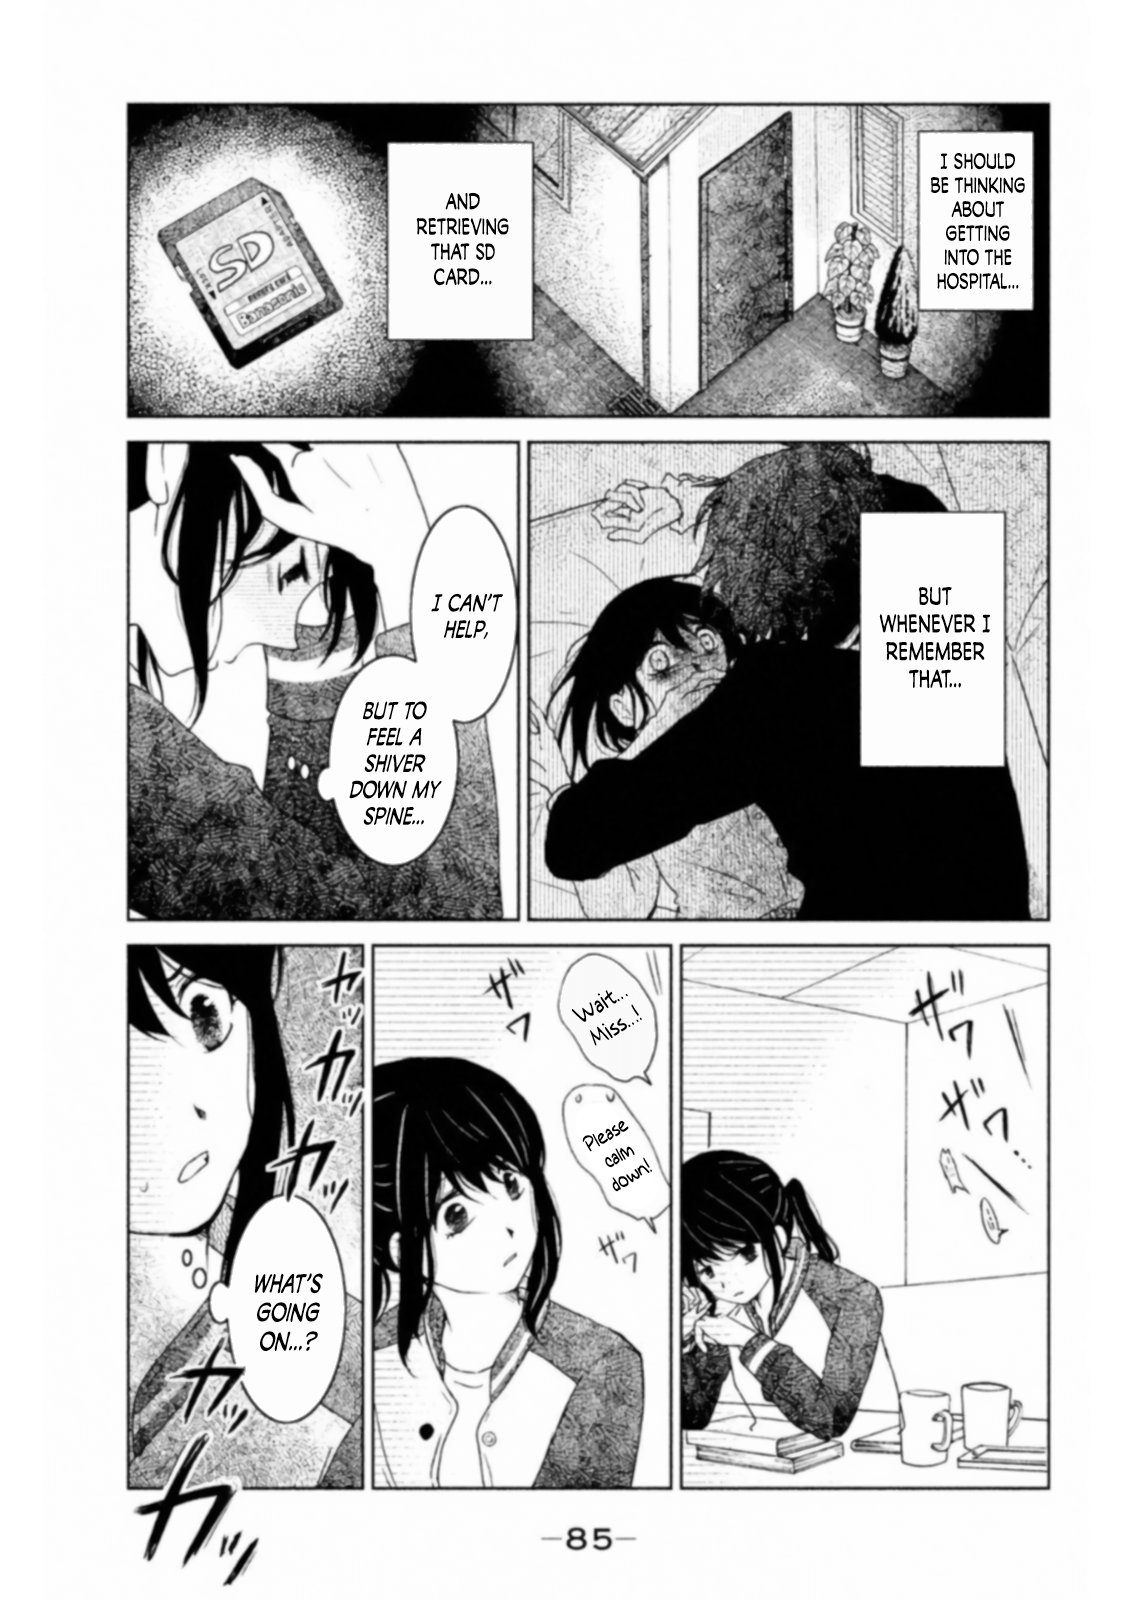 I SHOULD
BE THINKING
ABOUT
GETTING
INTO THE
HOSPITAL...
AND
RETRIEVING
THAT SD
CARD...
SD
Banasonic
BUT
WHENEVER I
REMEMBER
THAT...
I CAN'T
HELP,
BUT TO
FEEL A
SHIVER
DOWN MY
SPINE...
ザワ
ザワ...
ザワ
Wait...
Miss..!
Please
calm
down!
ザワ
カッ
カッ
カッ
WHAT'S
GOING
ON...?
カッ
カッ
-85-